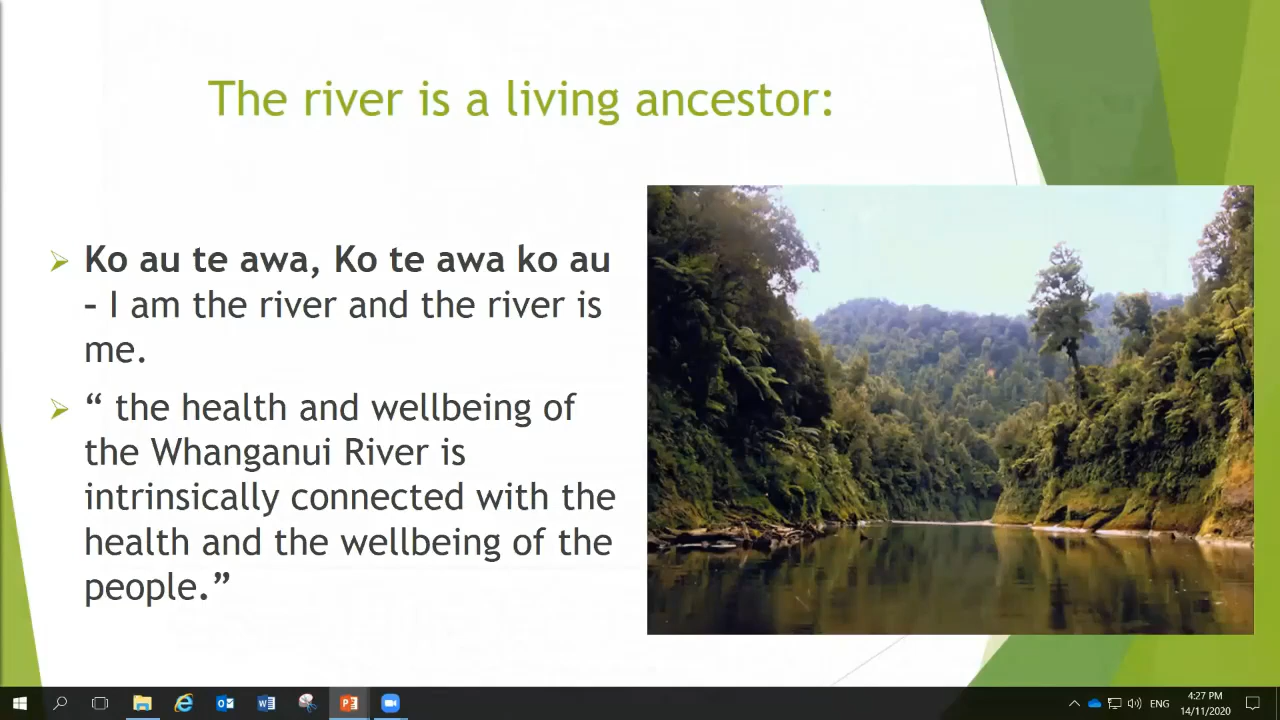 The river is a living ancestor:
Ko au te awa, Ko te awa ko au
– I am the river and the river is
me.
“ the health and wellbeing of
the Whanganui River is
intrinsically connected with the
health and the wellbeing of the
people.”
ENG
4:27 PM
14/11/2020